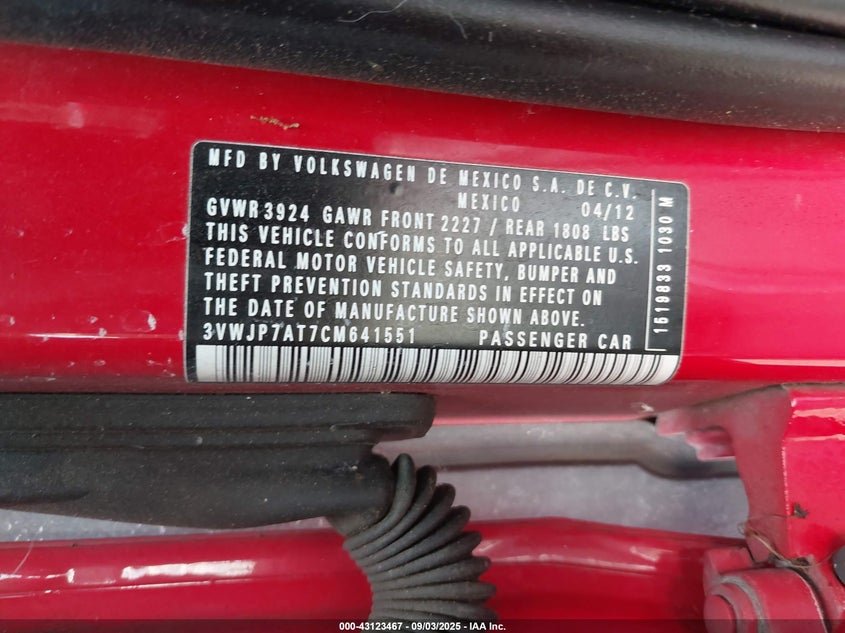 MFD BY VOLKSWAGEN DE MEXICO S.A. DE C.V.
MEXICO 04/12
GVWR 3924 GAWR FRONT 2227 / REAR 1808 LBS
THIS VEHICLE CONFORMS TO ALL APPLICABLE U.S.
FEDERAL MOTOR VEHICLE SAFETY, BUMPER AND
THEFT PREVENTION STANDARDS IN EFFECT ON
THE DATE OF MANUFACTURE SHOWN ABOVE.
3VWJP7AT7CM641551 PASSENGER CAR
1519833 1030 M
000-43123467 - 09/03/2025 - IAA Inc.